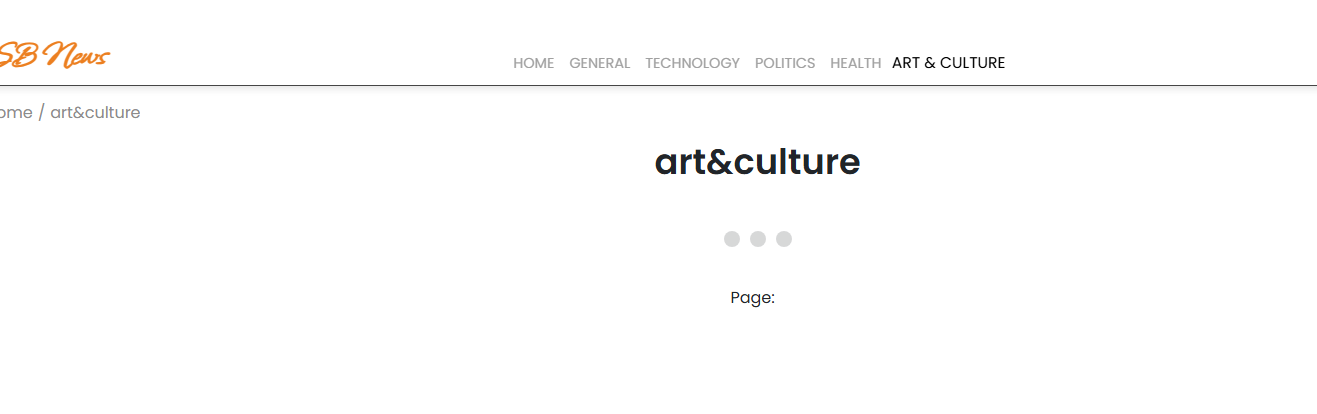 SB News
HOME GENERAL TECHNOLOGY POLITICS HEALTH ART & CULTURE
ome / art&culture
art&culture
Page: